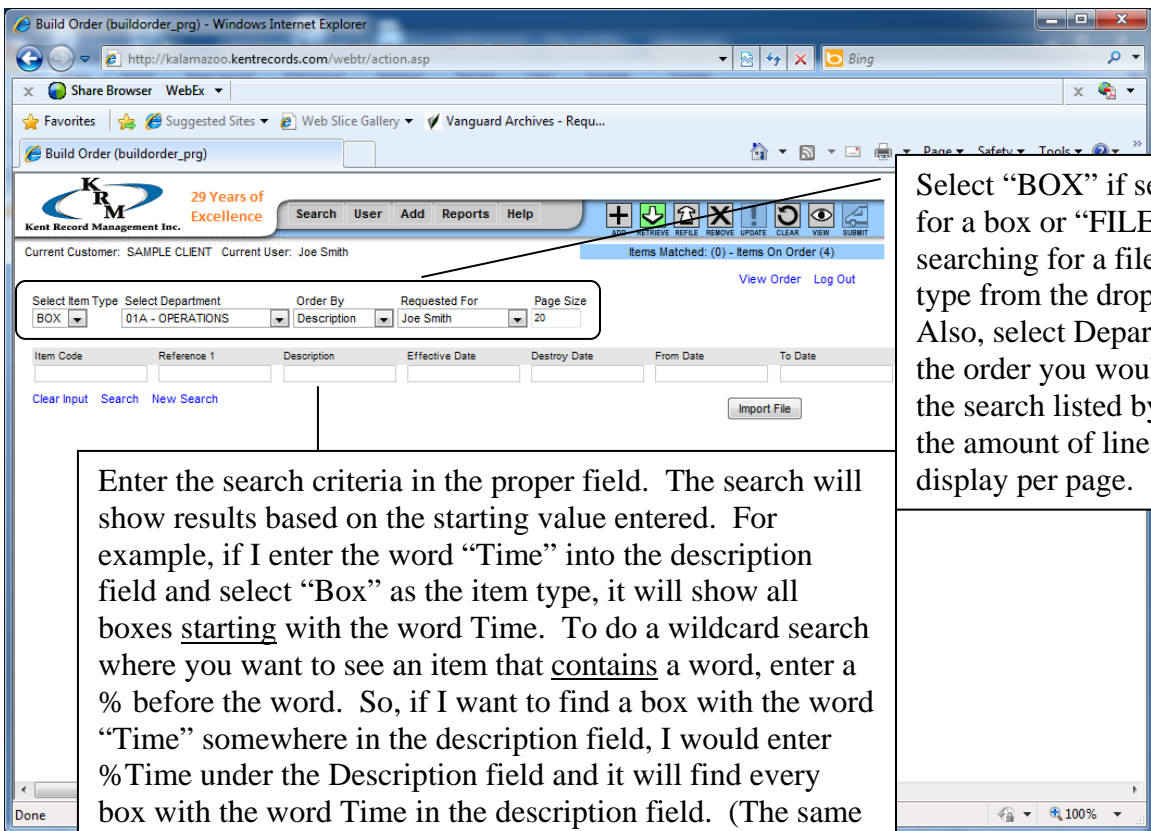 Build Order (buildorder_prg) - Windows Internet Explorer
http://kalamazoo.kentrecords.com/webtr/action.asp
Bing
x Share Browser WebEx
x
Favorites Suggested Sites Web Slice Gallery Vanguard Archives - Requ...
Build Order (buildorder_prg)
Page Safety Tools »
KRM
Kent Record Management Inc.
29 Years of
Excellence
Search User Add Reports Help
ADD RETRIEVE REFILE REMOVE UPDATE CLEAR VIEW SUBMIT
Current Customer: SAMPLE CLIENT Current User: Joe Smith
Items Matched: (0) - Items On Order (4)
View Order Log Out
Select Item Type Select Department Order By Requested For Page Size
BOX 01A - OPERATIONS Description Joe Smith 20
Item Code Reference 1 Description Effective Date Destroy Date From Date To Date
Clear Input Search New Search
Import File
Select “BOX” if se
for a box or “FILE
searching for a file
type from the drop
Also, select Depar
the order you woul
the search listed by
the amount of line
display per page.
Enter the search criteria in the proper field. The search will
show results based on the starting value entered. For
example, if I enter the word “Time” into the description
field and select “Box” as the item type, it will show all
boxes starting with the word Time. To do a wildcard search
where you want to see an item that contains a word, enter a
% before the word. So, if I want to find a box with the word
“Time” somewhere in the description field, I would enter
%Time under the Description field and it will find every
box with the word Time in the description field. (The same
Done
100%